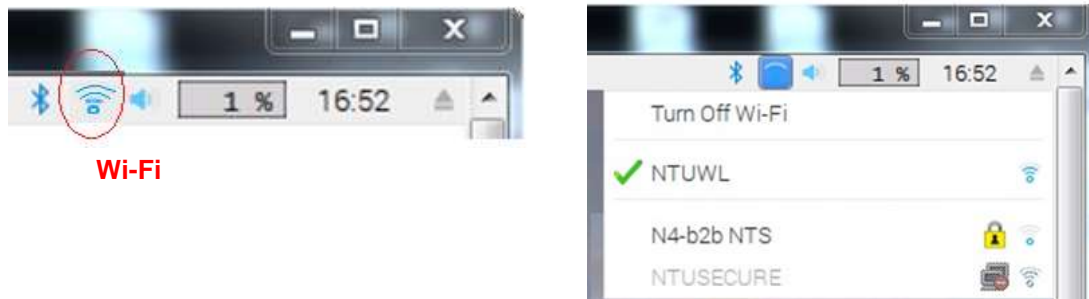 1 %
16:52
Wi-Fi
1 %
16:52
Turn Off Wi-Fi
NTUWL
N4-b2b NTS
NTUSECURE